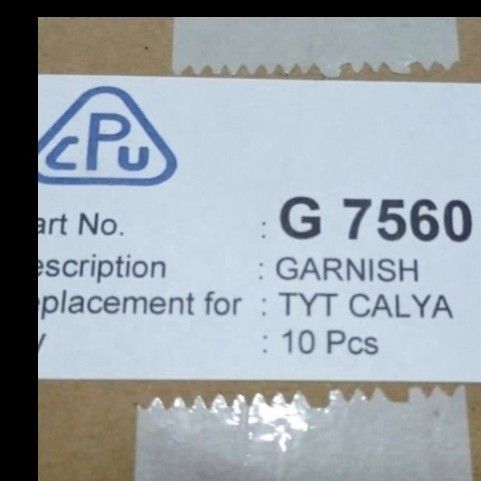 CPU
art No. : G 7560
escription : GARNISH
eplacement for : TYT CALYA
y : 10 Pcs